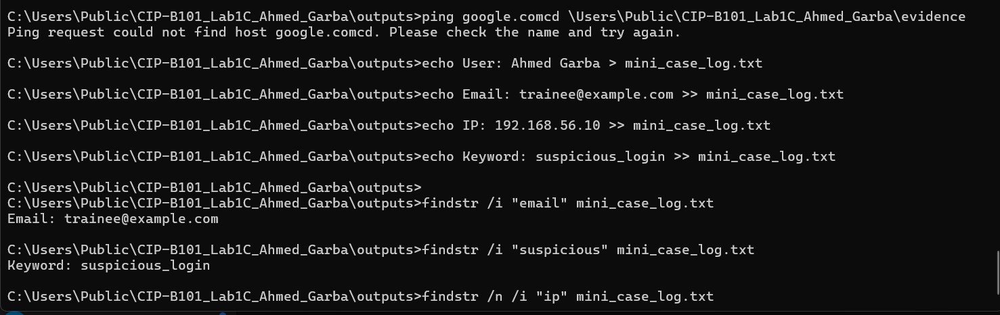 C:\Users\Public\CIP-B101_Lab1C_Ahmed_Garba\outputs>ping google.comcd \Users\Public\CIP-B101_Lab1C_Ahmed_Garba\evidence
Ping request could not find host google.comcd. Please check the name and try again.
C:\Users\Public\CIP-B101_Lab1C_Ahmed_Garba\outputs>echo User: Ahmed Garba > mini_case_log.txt
C:\Users\Public\CIP-B101_Lab1C_Ahmed_Garba\outputs>echo Email: trainee@example.com >> mini_case_log.txt
C:\Users\Public\CIP-B101_Lab1C_Ahmed_Garba\outputs>echo IP: 192.168.56.10 >> mini_case_log.txt
C:\Users\Public\CIP-B101_Lab1C_Ahmed_Garba\outputs>echo Keyword: suspicious_login >> mini_case_log.txt
C:\Users\Public\CIP-B101_Lab1C_Ahmed_Garba\outputs>
C:\Users\Public\CIP-B101_Lab1C_Ahmed_Garba\outputs>findstr /i "email" mini_case_log.txt
Email: trainee@example.com
C:\Users\Public\CIP-B101_Lab1C_Ahmed_Garba\outputs>findstr /i "suspicious" mini_case_log.txt
Keyword: suspicious_login
C:\Users\Public\CIP-B101_Lab1C_Ahmed_Garba\outputs>findstr /n /i "ip" mini_case_log.txt